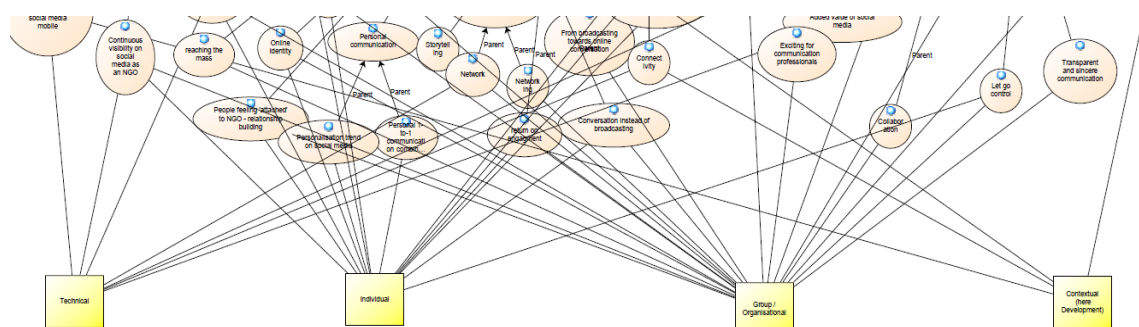 social media
mobile
Continuous
visibility on
social media
as an NGO
reaching the
mass
Online
identity
Personal
communication
Storytell
ing
Parent
Network
Network
ing
From broadcasting
towards online
conversation
Parent
Connect
ivity
Added value of social
media
Exciting for
communication
professionals
Parent
Let go
control
Transparent
and sincere
communication
Parent
Parent
Parent
People feeling 'attached'
to NGO - relationship
building
Personalisation trend
on social media
Personal 1-
to-1
communicati
on contex...
return on
engagment
Conversation instead of
broadcasting
Collabor
ation
Technical
Individual
Group /
Organisational
Contextual
(here
Development)